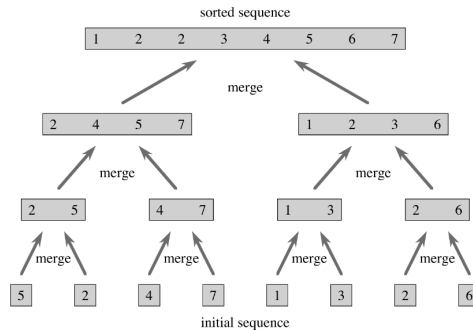 sorted sequence
1 2 2 3 4 5 6 7
merge
2 4 5 7 1 2 3 6
merge merge
2 5 4 7 1 3 2 6
merge merge merge merge
5 2 4 7 1 3 2 6
initial sequence